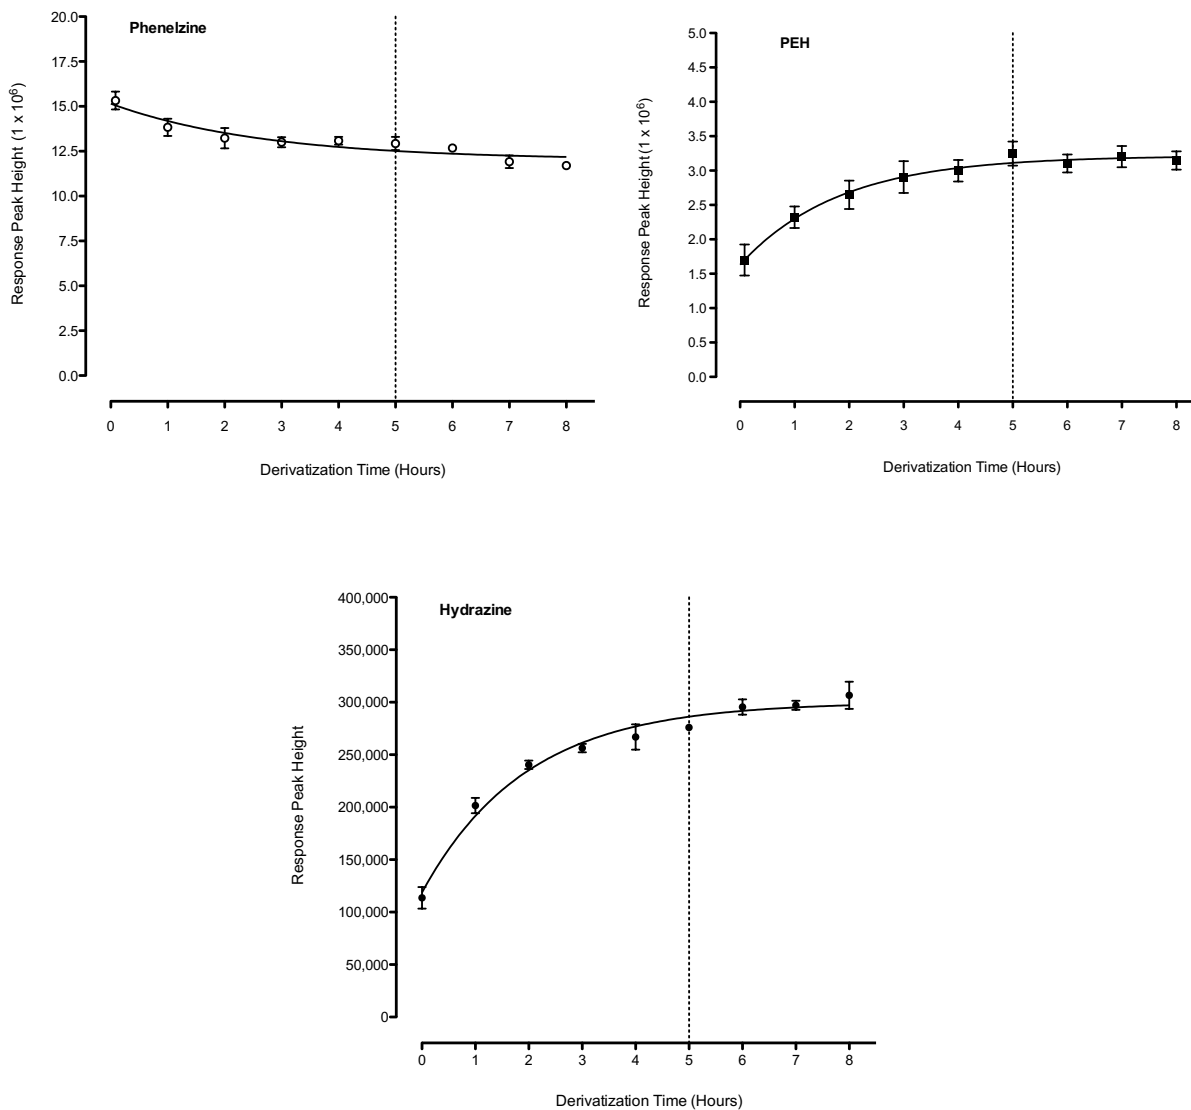 Phenelzine
Response Peak Height (1 x 10⁶)
20.0
17.5
15.0
12.5
10.0
7.5
5.0
2.5
0.0
0 1 2 3 4 5 6 7 8
Derivatization Time (Hours)
PEH
Response Peak Height (1 x 10⁶)
5.0
4.5
4.0
3.5
3.0
2.5
2.0
1.5
1.0
0.5
0.0
0 1 2 3 4 5 6 7 8
Derivatization Time (Hours)
Hydrazine
Response Peak Height
400,000
350,000
300,000
250,000
200,000
150,000
100,000
50,000
0
0 1 2 3 4 5 6 7 8
Derivatization Time (Hours)